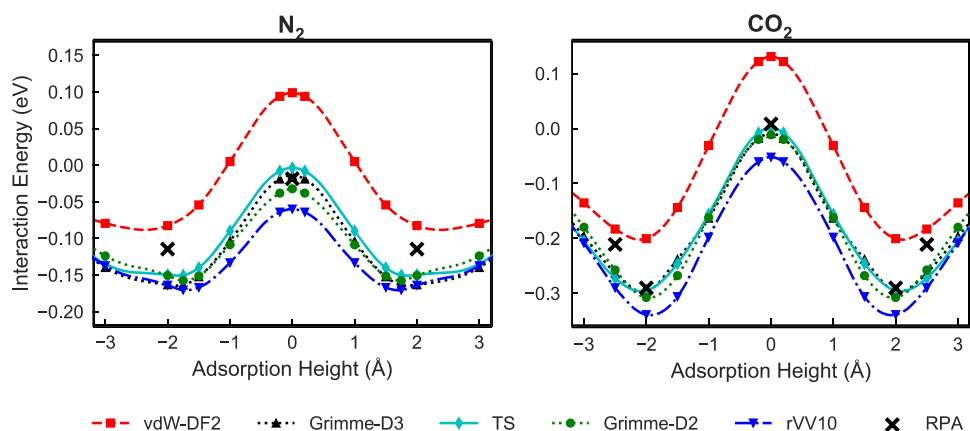 N2
CO2
Interaction Energy (eV)
0.15
0.10
0.05
0.00
−0.05
−0.10
−0.15
−0.20
−3 −2 −1 0 1 2 3
Adsorption Height (Å)
0.1
0.0
−0.1
−0.2
−0.3
−3 −2 −1 0 1 2 3
Adsorption Height (Å)
vdW-DF2 Grimme-D3 TS Grimme-D2 rVV10 RPA